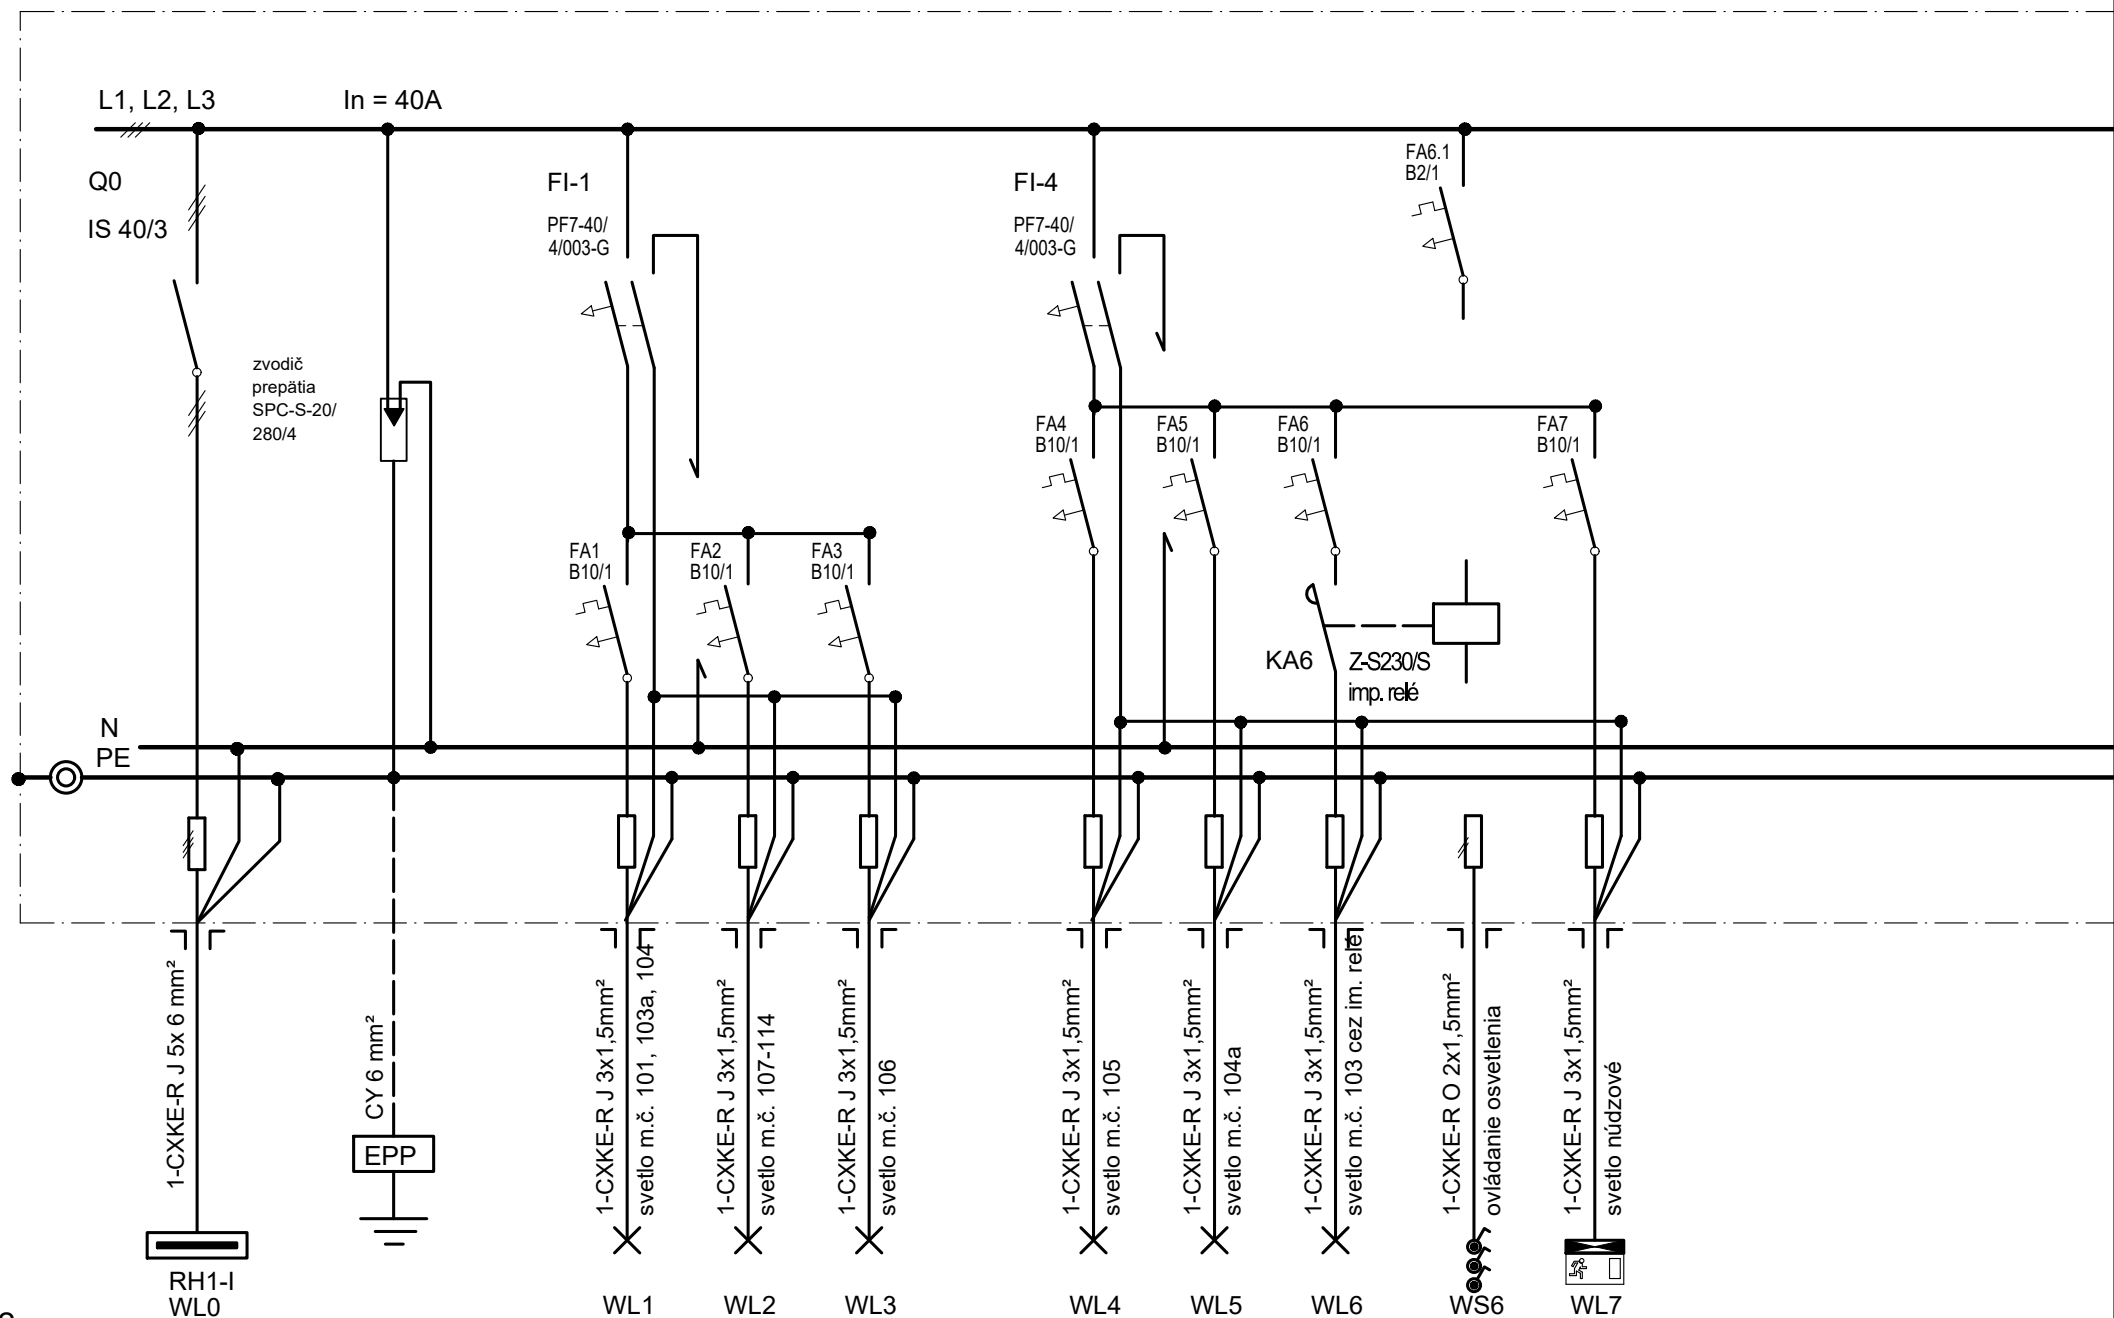 L1, L2, L3
In = 40A
Q0
IS 40/3
zvodič
prepätia
SPC-S-20/
280/4
FI-1
PF7-40/
4/003-G
FI-4
PF7-40/
4/003-G
FA6.1
B2/1
FA4
B10/1
FA5
B10/1
FA6
B10/1
FA7
B10/1
FA1
B10/1
FA2
B10/1
FA3
B10/1
KA6
Z-S230/S
imp. relé
N
PE
1-CXKE-R J 5x 6 mm²
CY 6 mm²
EPP
1-CXKE-R J 3x1,5mm²
svetlo m.č. 101, 103a, 104
1-CXKE-R J 3x1,5mm²
svetlo m.č. 107-114
1-CXKE-R J 3x1,5mm²
svetlo m.č. 106
1-CXKE-R J 3x1,5mm²
svetlo m.č. 105
1-CXKE-R J 3x1,5mm²
svetlo m.č. 104a
1-CXKE-R J 3x1,5mm²
svetlo m.č. 103 cez im. relé
1-CXKE-R O 2x1,5mm²
ovládanie osvetlenia
1-CXKE-R J 3x1,5mm²
svetlo núdzové
RH1-I
WL0
WL1
WL2
WL3
WL4
WL5
WL6
WS6
WL7